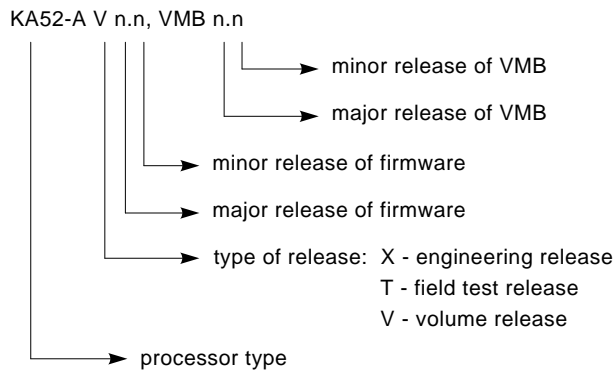 KA52-A V n.n, VMB n.n
minor release of VMB
major release of VMB
minor release of firmware
major release of firmware
type of release: X - engineering release
T - field test release
V - volume release
processor type